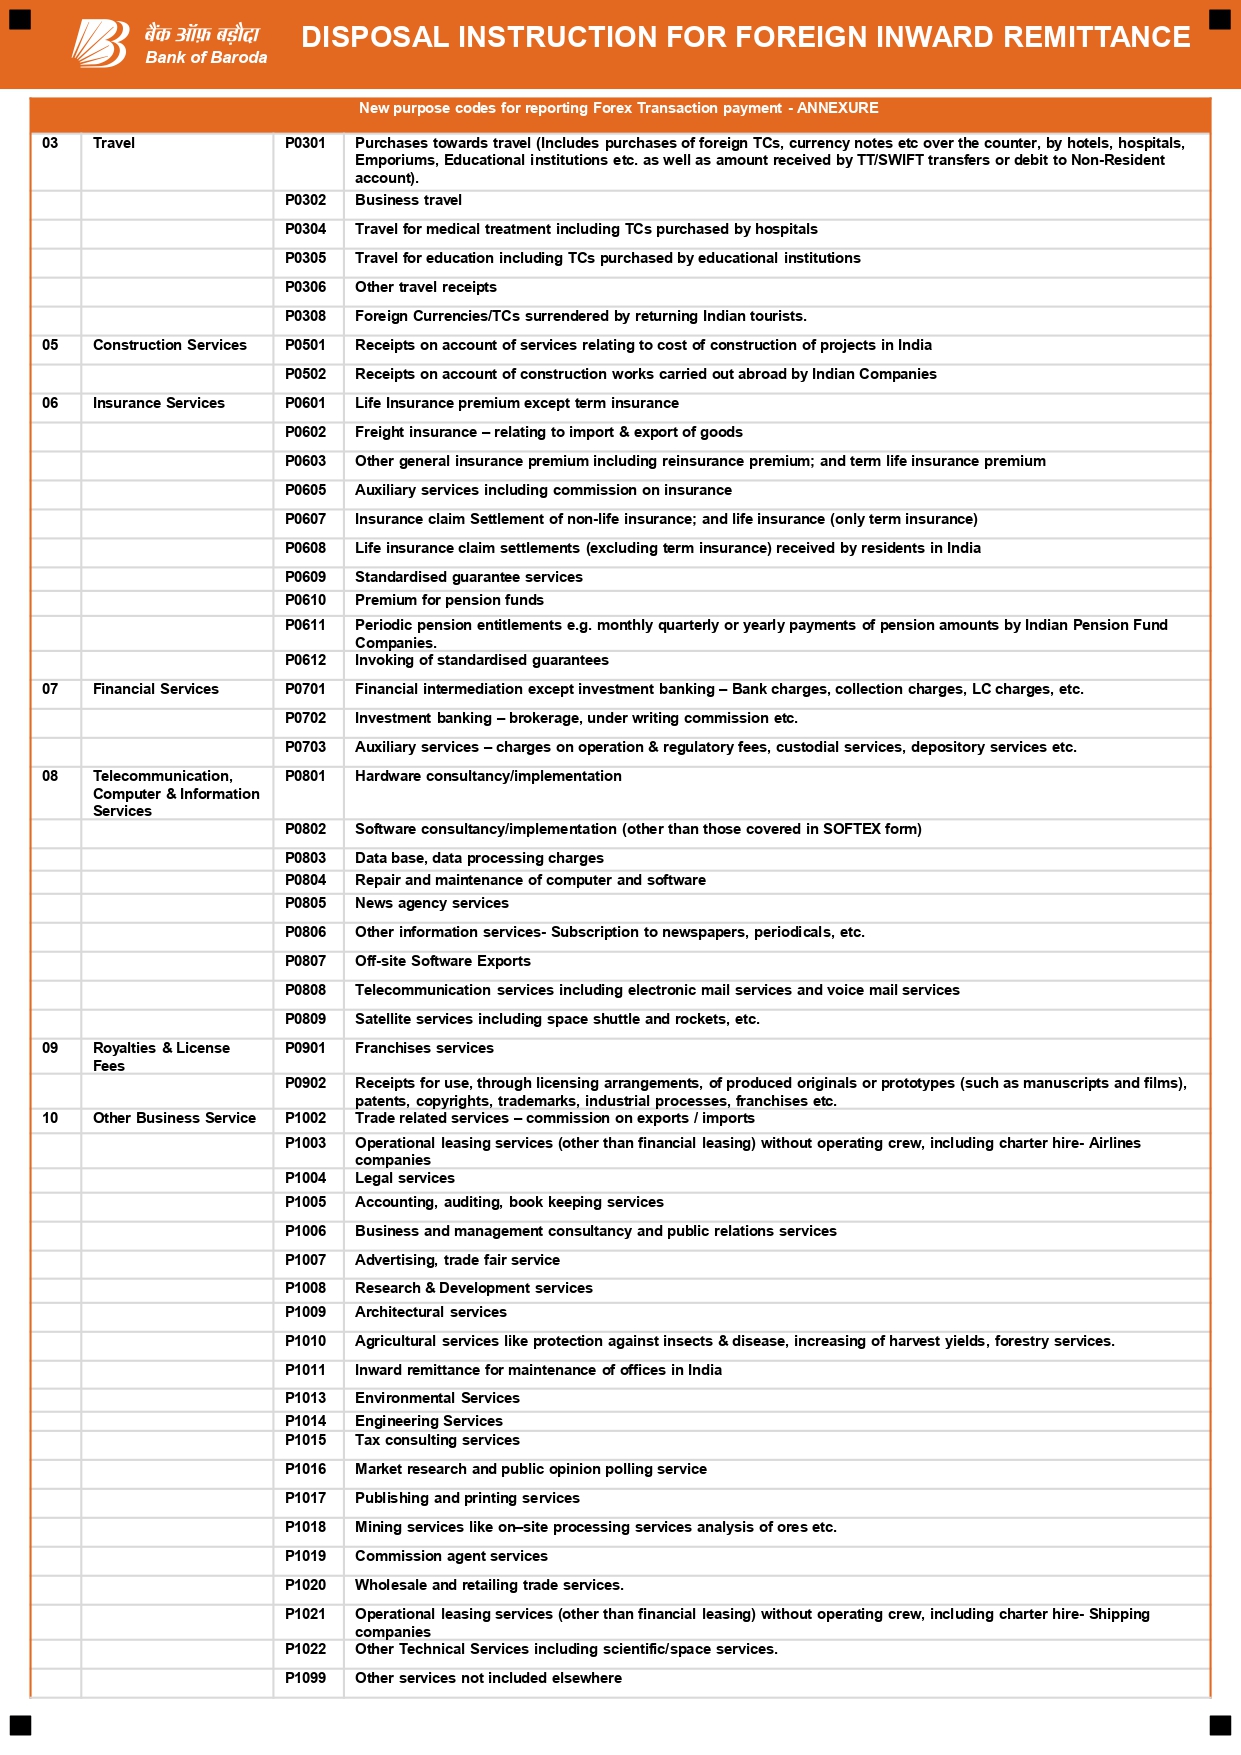 बैंक ऑफ़ बड़ौदा
Bank of Baroda
DISPOSAL INSTRUCTION FOR FOREIGN INWARD REMITTANCE
New purpose codes for reporting Forex Transaction payment - ANNEXURE
03 Travel P0301 Purchases towards travel (Includes purchases of foreign TCs, currency notes etc over the counter, by hotels, hospitals,
Emporiums, Educational institutions etc. as well as amount received by TT/SWIFT transfers or debit to Non-Resident
account).
P0302 Business travel
P0304 Travel for medical treatment including TCs purchased by hospitals
P0305 Travel for education including TCs purchased by educational institutions
P0306 Other travel receipts
P0308 Foreign Currencies/TCs surrendered by returning Indian tourists.
05 Construction Services P0501 Receipts on account of services relating to cost of construction of projects in India
P0502 Receipts on account of construction works carried out abroad by Indian Companies
06 Insurance Services P0601 Life Insurance premium except term insurance
P0602 Freight insurance – relating to import & export of goods
P0603 Other general insurance premium including reinsurance premium; and term life insurance premium
P0605 Auxiliary services including commission on insurance
P0607 Insurance claim Settlement of non-life insurance; and life insurance (only term insurance)
P0608 Life insurance claim settlements (excluding term insurance) received by residents in India
P0609 Standardised guarantee services
P0610 Premium for pension funds
P0611 Periodic pension entitlements e.g. monthly quarterly or yearly payments of pension amounts by Indian Pension Fund
Companies.
P0612 Invoking of standardised guarantees
07 Financial Services P0701 Financial intermediation except investment banking – Bank charges, collection charges, LC charges, etc.
P0702 Investment banking – brokerage, under writing commission etc.
P0703 Auxiliary services – charges on operation & regulatory fees, custodial services, depository services etc.
08 Telecommunication, P0801 Hardware consultancy/implementation
Computer & Information
Services
P0802 Software consultancy/implementation (other than those covered in SOFTEX form)
P0803 Data base, data processing charges
P0804 Repair and maintenance of computer and software
P0805 News agency services
P0806 Other information services- Subscription to newspapers, periodicals, etc.
P0807 Off-site Software Exports
P0808 Telecommunication services including electronic mail services and voice mail services
P0809 Satellite services including space shuttle and rockets, etc.
09 Royalties & License P0901 Franchises services
Fees
P0902 Receipts for use, through licensing arrangements, of produced originals or prototypes (such as manuscripts and films),
patents, copyrights, trademarks, industrial processes, franchises etc.
10 Other Business Service P1002 Trade related services – commission on exports / imports
P1003 Operational leasing services (other than financial leasing) without operating crew, including charter hire- Airlines
companies
P1004 Legal services
P1005 Accounting, auditing, book keeping services
P1006 Business and management consultancy and public relations services
P1007 Advertising, trade fair service
P1008 Research & Development services
P1009 Architectural services
P1010 Agricultural services like protection against insects & disease, increasing of harvest yields, forestry services.
P1011 Inward remittance for maintenance of offices in India
P1013 Environmental Services
P1014 Engineering Services
P1015 Tax consulting services
P1016 Market research and public opinion polling service
P1017 Publishing and printing services
P1018 Mining services like on–site processing services analysis of ores etc.
P1019 Commission agent services
P1020 Wholesale and retailing trade services.
P1021 Operational leasing services (other than financial leasing) without operating crew, including charter hire- Shipping
companies
P1022 Other Technical Services including scientific/space services.
P1099 Other services not included elsewhere